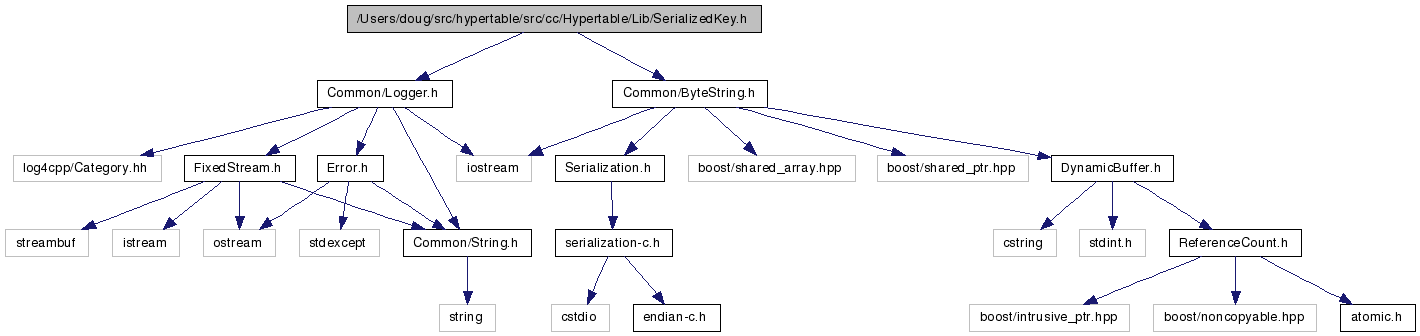 /Users/doug/src/hypertable/src/cc/Hypertable/Lib/SerializedKey.h
Common/Logger.h
Common/ByteString.h
log4cpp/Category.hh
FixedStream.h
Error.h
iostream
Serialization.h
boost/shared_array.hpp
boost/shared_ptr.hpp
DynamicBuffer.h
streambuf
istream
ostream
stdexcept
Common/String.h
serialization-c.h
cstring
stdint.h
ReferenceCount.h
string
cstdio
endian-c.h
boost/intrusive_ptr.hpp
boost/noncopyable.hpp
atomic.h